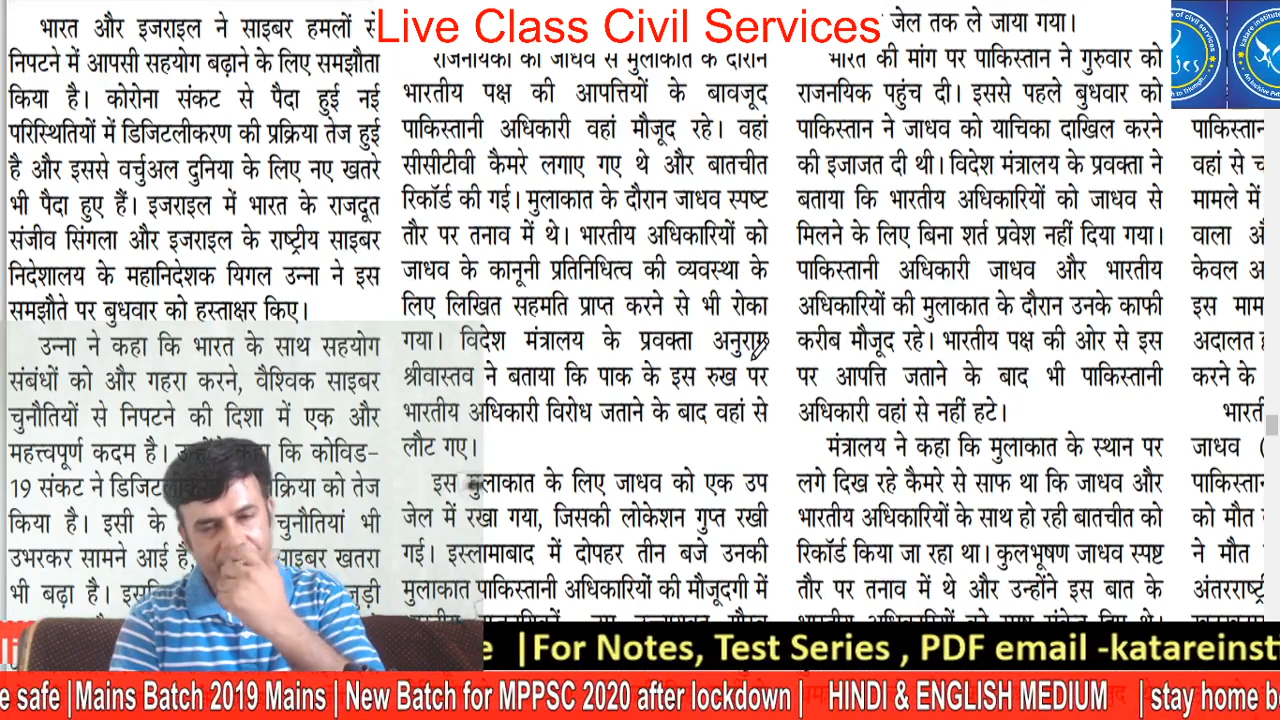 Live Class Civil Services
भारत और इजराइल ने साइबर हमलों से
निपटने में आपसी सहयोग बढ़ाने के लिए समझौता
किया है। कोरोना संकट से पैदा हुई नई
परिस्थितियों में डिजिटलीकरण की प्रक्रिया तेज हुई
है और इससे वर्चुअल दुनिया के लिए नए खतरे
भी पैदा हुए हैं। इजराइल में भारत के राजदूत
संजीव सिंगला और इजराइल के राष्ट्रीय साइबर
निदेशालय के महानिदेशक यिगल उन्ना ने इस
समझौते पर बुधवार को हस्ताक्षर किए।
उन्ना ने कहा कि भारत के साथ सहयोग
संबंधों को और गहरा करने, वैश्विक साइबर
चुनौतियों से निपटने की दिशा में एक और
महत्त्वपूर्ण कदम है। कि कोविड-
19 संकट ने प्रक्रिया को तेज
किया है। इसी के चुनौतियां भी
उभरकर सामने आई है, साइबर खतरा
भी बढ़ा है। जुड़ी
राजनयिकों की जाधव से मुलाकात के दौरान
भारतीय पक्ष की आपत्तियों के बावजूद
पाकिस्तानी अधिकारी वहां मौजूद रहे। वहां
सीसीटीवी कैमरे लगाए गए थे और बातचीत
रिकॉर्ड की गई। मुलाकात के दौरान जाधव स्पष्ट
तौर पर तनाव में थे। भारतीय अधिकारियों को
जाधव के कानूनी प्रतिनिधित्व की व्यवस्था के
लिए लिखित सहमति प्राप्त करने से भी रोका
गया। विदेश मंत्रालय के प्रवक्ता अनुराग
श्रीवास्तव ने बताया कि पाक के इस रुख पर
भारतीय अधिकारी विरोध जताने के बाद वहां से
लौट गए।
इस मुलाकात के लिए जाधव को एक उप
जेल में रखा गया, जिसकी लोकेशन गुप्त रखी
गई। इस्लामाबाद में दोपहर तीन बजे उनकी
मुलाकात पाकिस्तानी अधिकारियों की मौजूदगी में
जेल तक ले जाया गया।
भारत की मांग पर पाकिस्तान ने गुरुवार को
राजनयिक पहुंच दी। इससे पहले बुधवार को
पाकिस्तान ने जाधव को याचिका दाखिल करने
की इजाजत दी थी। विदेश मंत्रालय के प्रवक्ता ने
बताया कि भारतीय अधिकारियों को जाधव से
मिलने के लिए बिना शर्त प्रवेश नहीं दिया गया।
पाकिस्तानी अधिकारी जाधव और भारतीय
अधिकारियों की मुलाकात के दौरान उनके काफी
करीब मौजूद रहे। भारतीय पक्ष की ओर से इस
पर आपत्ति जताने के बाद भी पाकिस्तानी
अधिकारी वहां से नहीं हटे।
मंत्रालय ने कहा कि मुलाकात के स्थान पर
लगे दिख रहे कैमरे से साफ था कि जाधव और
भारतीय अधिकारियों के साथ हो रही बातचीत को
रिकॉर्ड किया जा रहा था। कुलभूषण जाधव स्पष्ट
तौर पर तनाव में थे और उन्होंने इस बात के
पाकिस्तान
वहां से
मामले में
वाला
केवल
इस
अदालत
करने के
जाधव
पाकिस्तान
को मौत
ने मौत
|For Notes, Test Series , PDF email -katareinst
e safe |Mains Batch 2019 Mains | New Batch for MPPSC 2020 after lockdown | HINDI & ENGLISH MEDIUM | stay home b